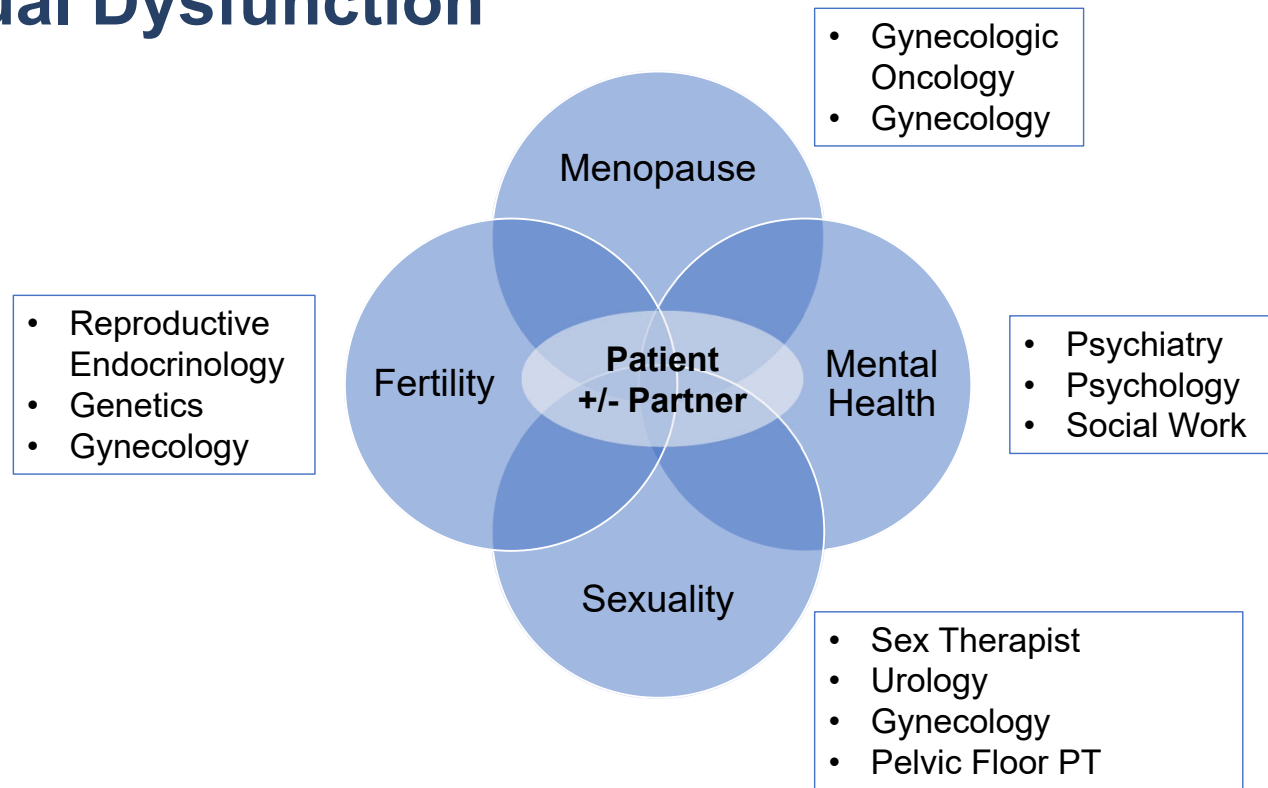 Dysfunction
• Gynecologic
Oncology
• Gynecology
Menopause
• Reproductive
Endocrinology
• Genetics
• Gynecology
Fertility
Patient
+/- Partner
Mental
Health
• Psychiatry
• Psychology
• Social Work
Sexuality
• Sex Therapist
• Urology
• Gynecology
• Pelvic Floor PT